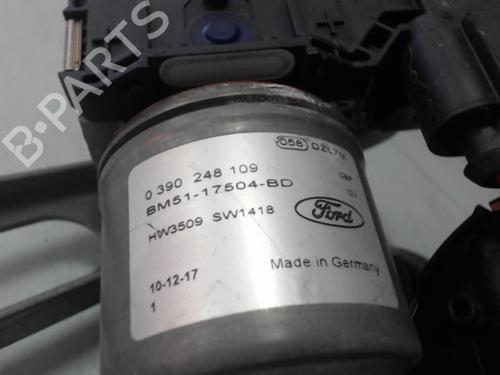 B-PARTS
058 D2L7M
0 390 248 109
BM51-17504-BD
12V
HW3509 SW1418
Ford
Made in Germany
10-12-17
1